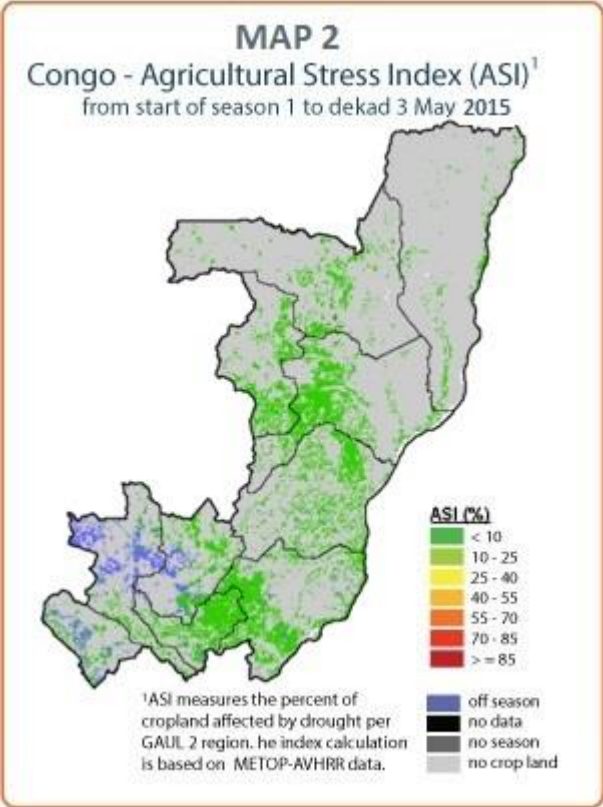 MAP 2
Congo - Agricultural Stress Index (ASI)¹
from start of season 1 to dekad 3 May 2015
ASI (%)
< 10
10 - 25
25 - 40
40 - 55
55 - 70
70 - 85
> = 85
off season
no data
no season
no crop land
¹ASI measures the percent of
cropland affected by drought per
GAUL 2 region. he index calculation
is based on METOP-AVHRR data.